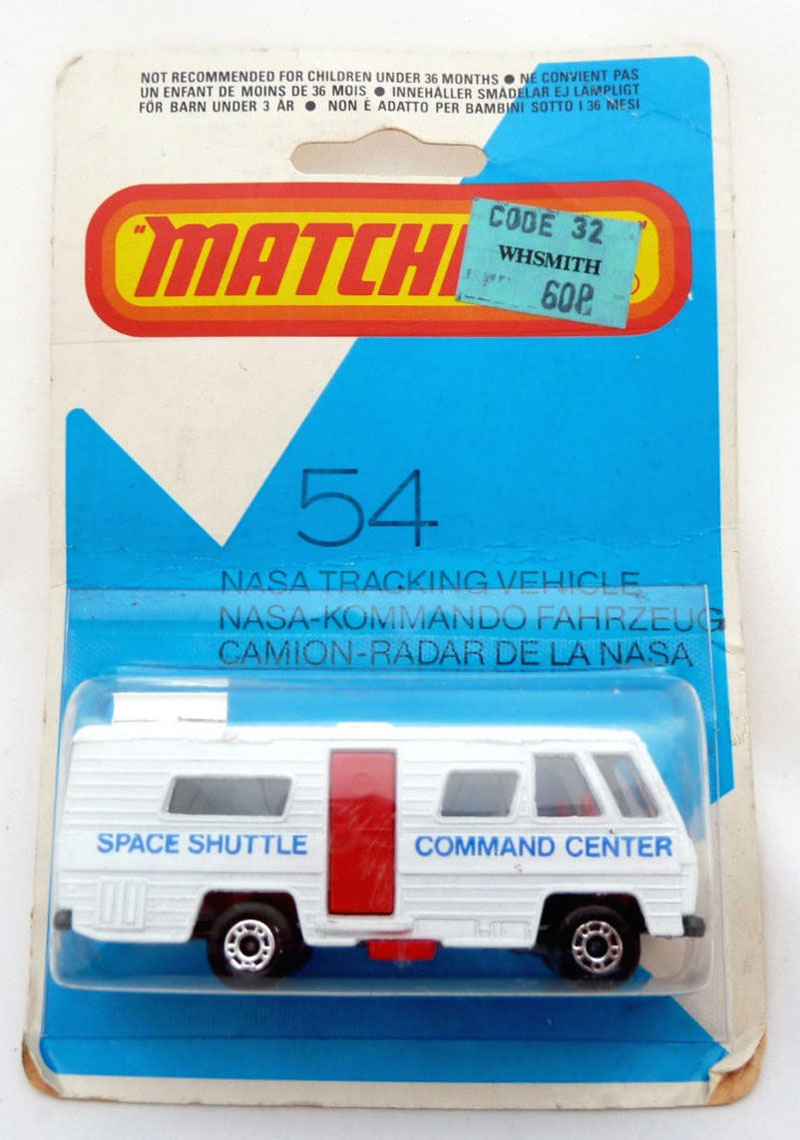 NOT RECOMMENDED FOR CHILDREN UNDER 36 MONTHS ● NE CONVIENT PAS
UN ENFANT DE MOINS DE 36 MOIS ● INNEHÅLLER SMÅDELAR EJ LÄMPLIGT
FÖR BARN UNDER 3 ÅR ● NON È ADATTO PER BAMBINI SOTTO I 36 MESI
"MATCH
CODE 32
WHSMITH
60P
54
NASA TRACKING VEHICLE
NASA-KOMMANDO FAHRZEUG
CAMION-RADAR DE LA NASA
SPACE SHUTTLE COMMAND CENTER